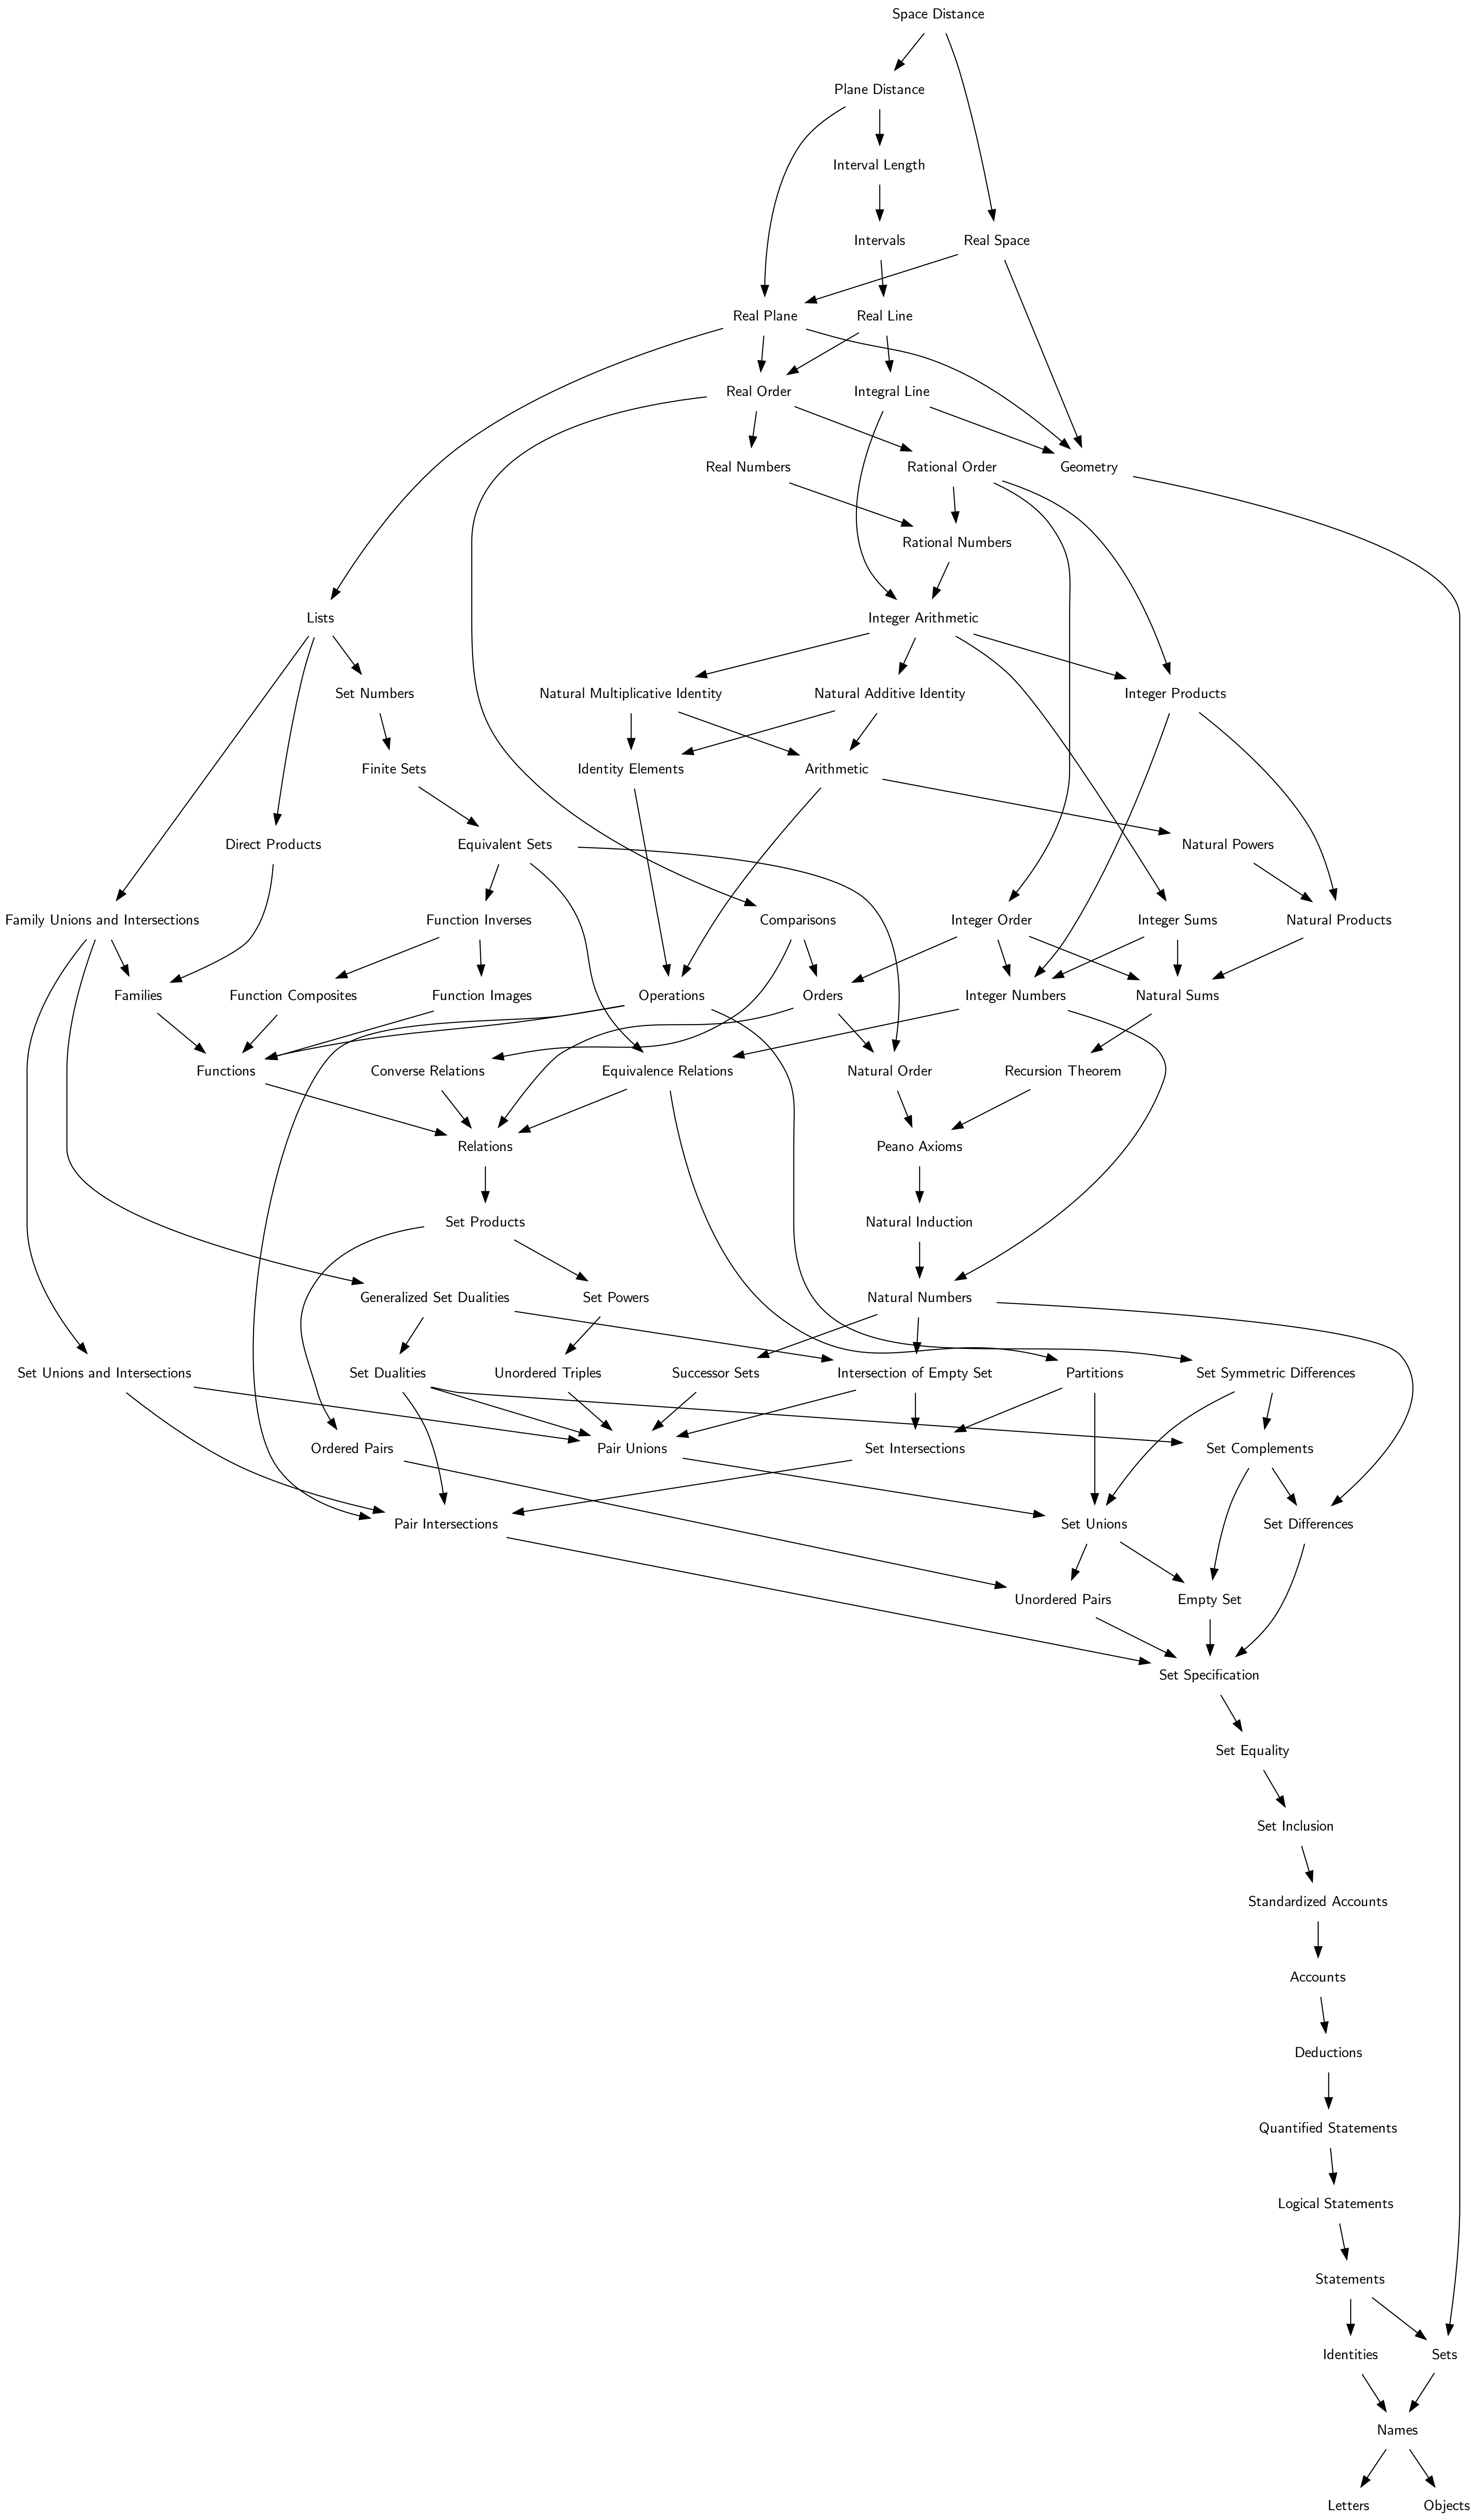 Space Distance
Plane Distance
Interval Length
Intervals
Real Space
Real Plane
Real Line
Real Order
Integral Line
Real Numbers
Rational Order
Geometry
Rational Numbers
Lists
Integer Arithmetic
Set Numbers
Natural Multiplicative Identity
Natural Additive Identity
Integer Products
Finite Sets
Identity Elements
Arithmetic
Direct Products
Equivalent Sets
Natural Powers
Family Unions and Intersections
Function Inverses
Comparisons
Integer Order
Integer Sums
Natural Products
Families
Function Composites
Function Images
Operations
Orders
Integer Numbers
Natural Sums
Functions
Converse Relations
Equivalence Relations
Natural Order
Recursion Theorem
Relations
Peano Axioms
Set Products
Natural Induction
Generalized Set Dualities
Set Powers
Natural Numbers
Set Unions and Intersections
Set Dualities
Unordered Triples
Successor Sets
Intersection of Empty Set
Partitions
Set Symmetric Differences
Ordered Pairs
Pair Unions
Set Intersections
Set Complements
Pair Intersections
Set Unions
Set Differences
Unordered Pairs
Empty Set
Set Specification
Set Equality
Set Inclusion
Standardized Accounts
Accounts
Deductions
Quantified Statements
Logical Statements
Statements
Identities
Sets
Names
Letters
Objects